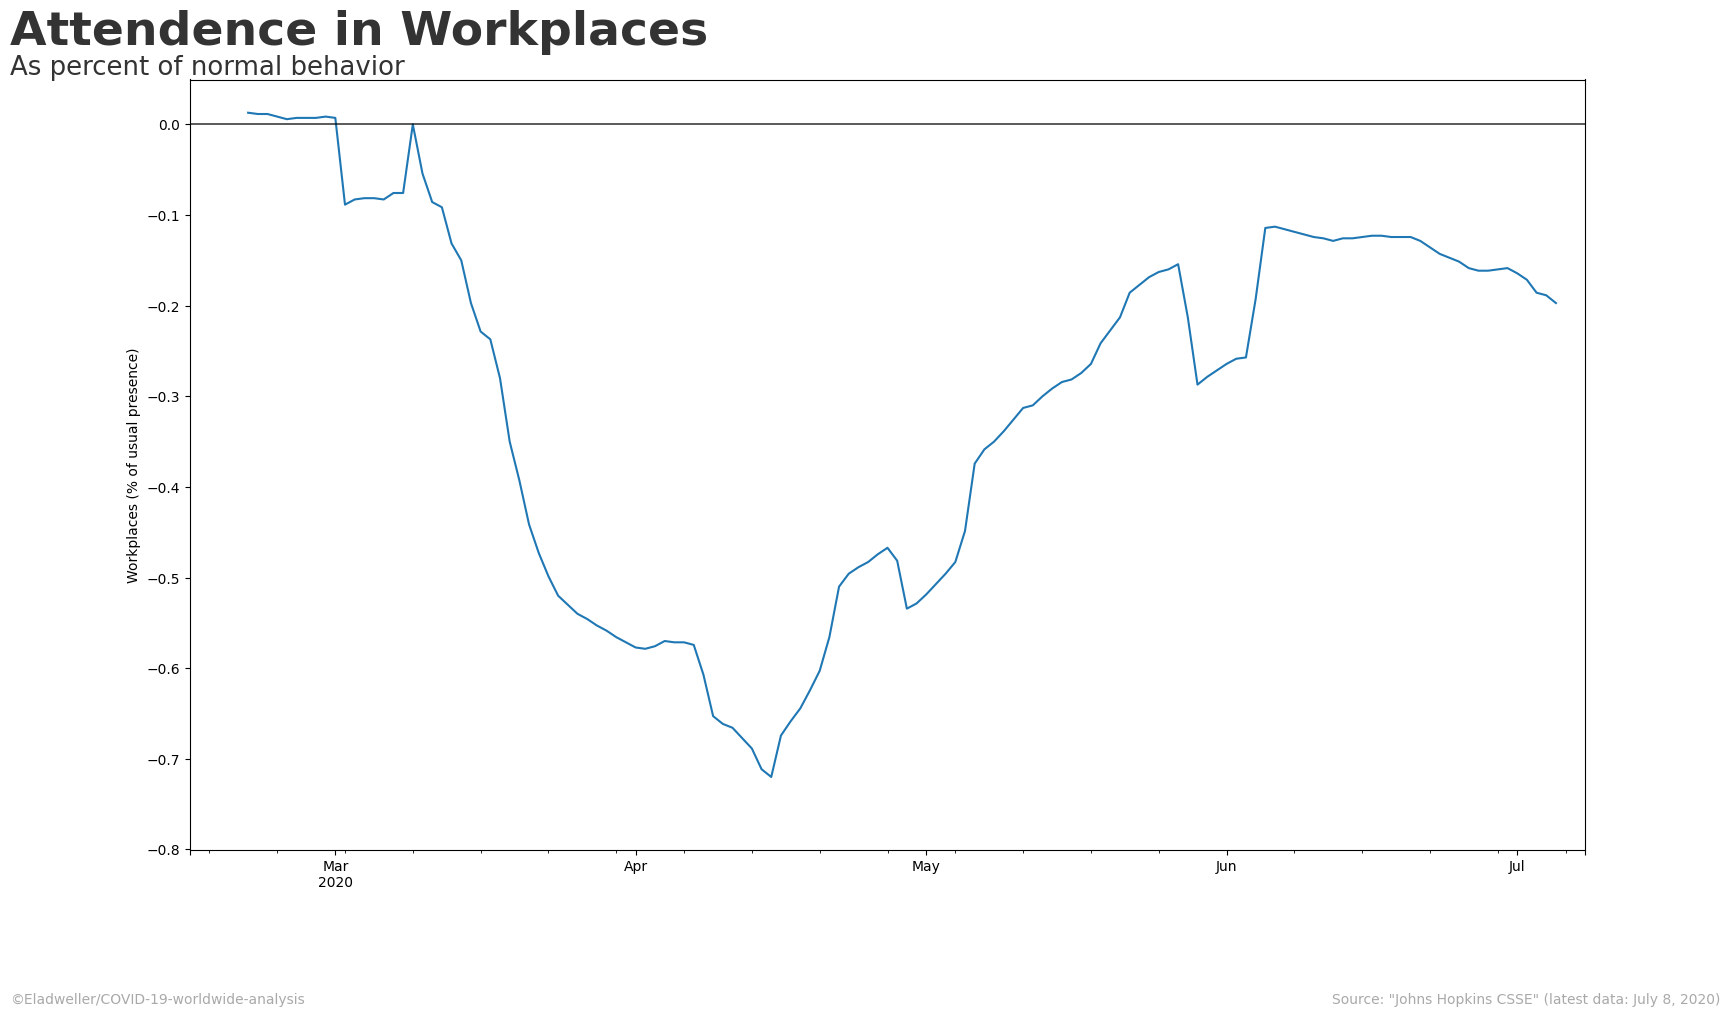 Attendence in Workplaces
As percent of normal behavior
0.0
−0.1
−0.2
−0.3
−0.4
−0.5
−0.6
−0.7
−0.8
Workplaces (% of usual presence)
Mar
2020
Apr
May
Jun
Jul
©Eladweller/COVID-19-worldwide-analysis
Source: "Johns Hopkins CSSE" (latest data: July 8, 2020)